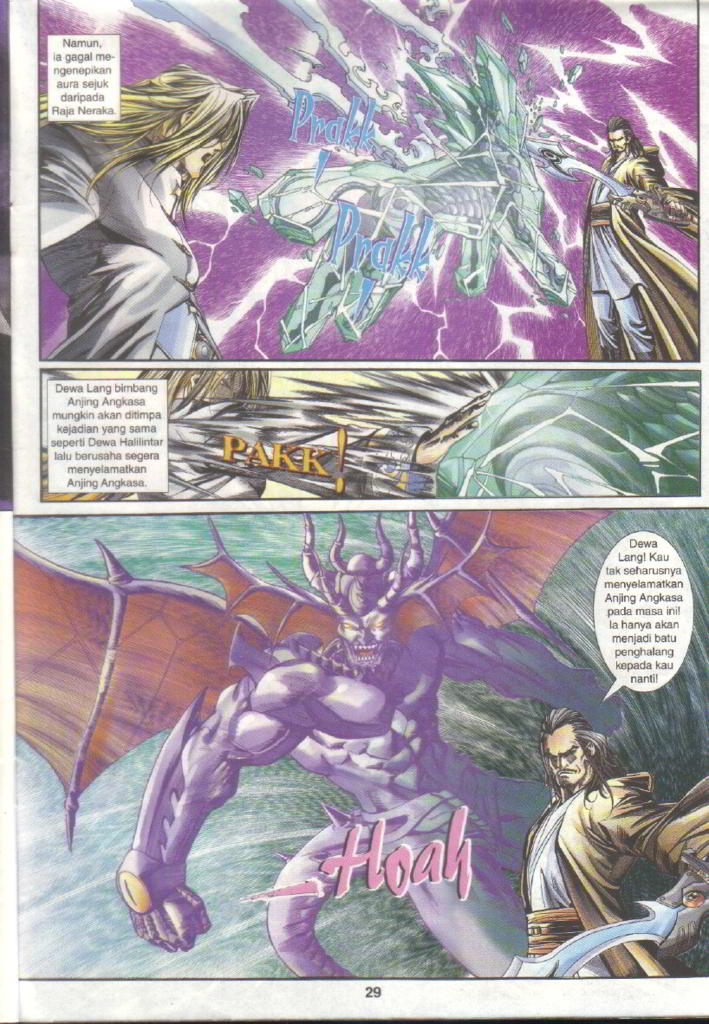 Namun,
ia gagal me-
ngenepikan
aura sejuk
daripada
Raja Neraka.
Prakk
!
Prakk
!
Dewa Lang bimbang
Anjing Angkasa
mungkin akan ditimpa
kejadian yang sama
seperti Dewa Halilintar
lalu berusaha segera
menyelamatkan
Anjing Angkasa.
PAKK!
Dewa
Lang! Kau
tak seharusnya
menyelamatkan
Anjing Angkasa
pada masa ini!
Ia hanya akan
menjadi batu
penghalang
kepada kau
nanti!
Hoah
29